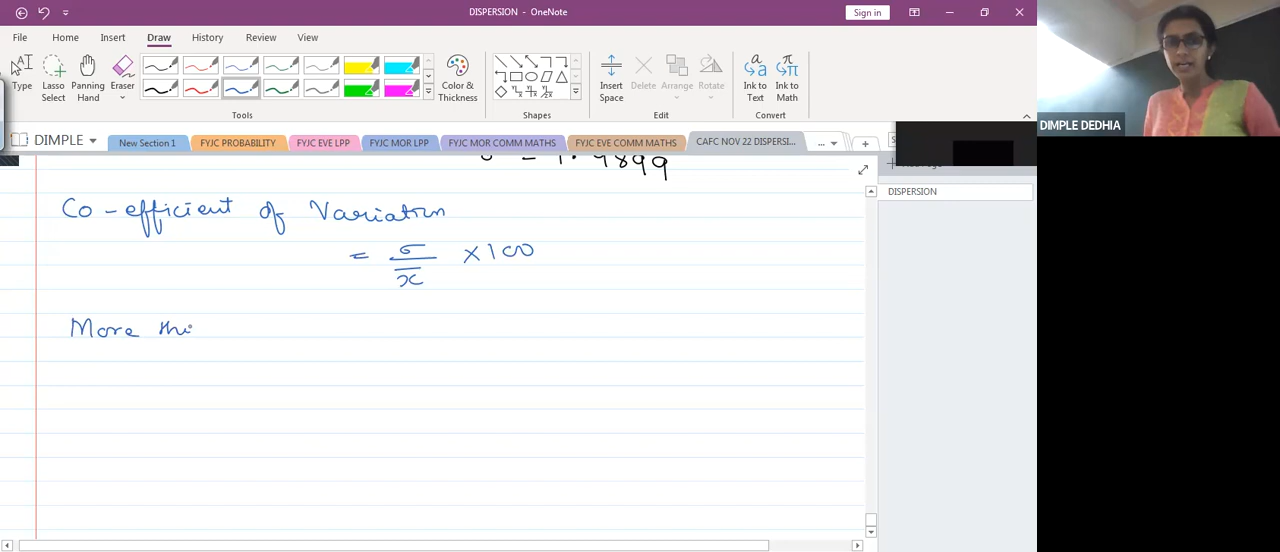 DISPERSION - OneNote
Sign in
File Home Insert Draw History Review View
Type
Lasso Select
Panning Hand
Eraser
Color & Thickness
Insert Space
Delete
Arrange
Rotate
Ink to Text
Ink to Math
Tools
Shapes
Edit
Convert
DIMPLE DEDHIA
DIMPLE
New Section 1
FYJC PROBABILITY
FYJC EVE LPP
FYJC MOR LPP
FYJC MOR COMM MATHS
FYJC EVE COMM MATHS
CAFC NOV 22 DISPERSI...
...
DISPERSION
Co-efficient of Variation
= σ/x̄ × 100
More thi